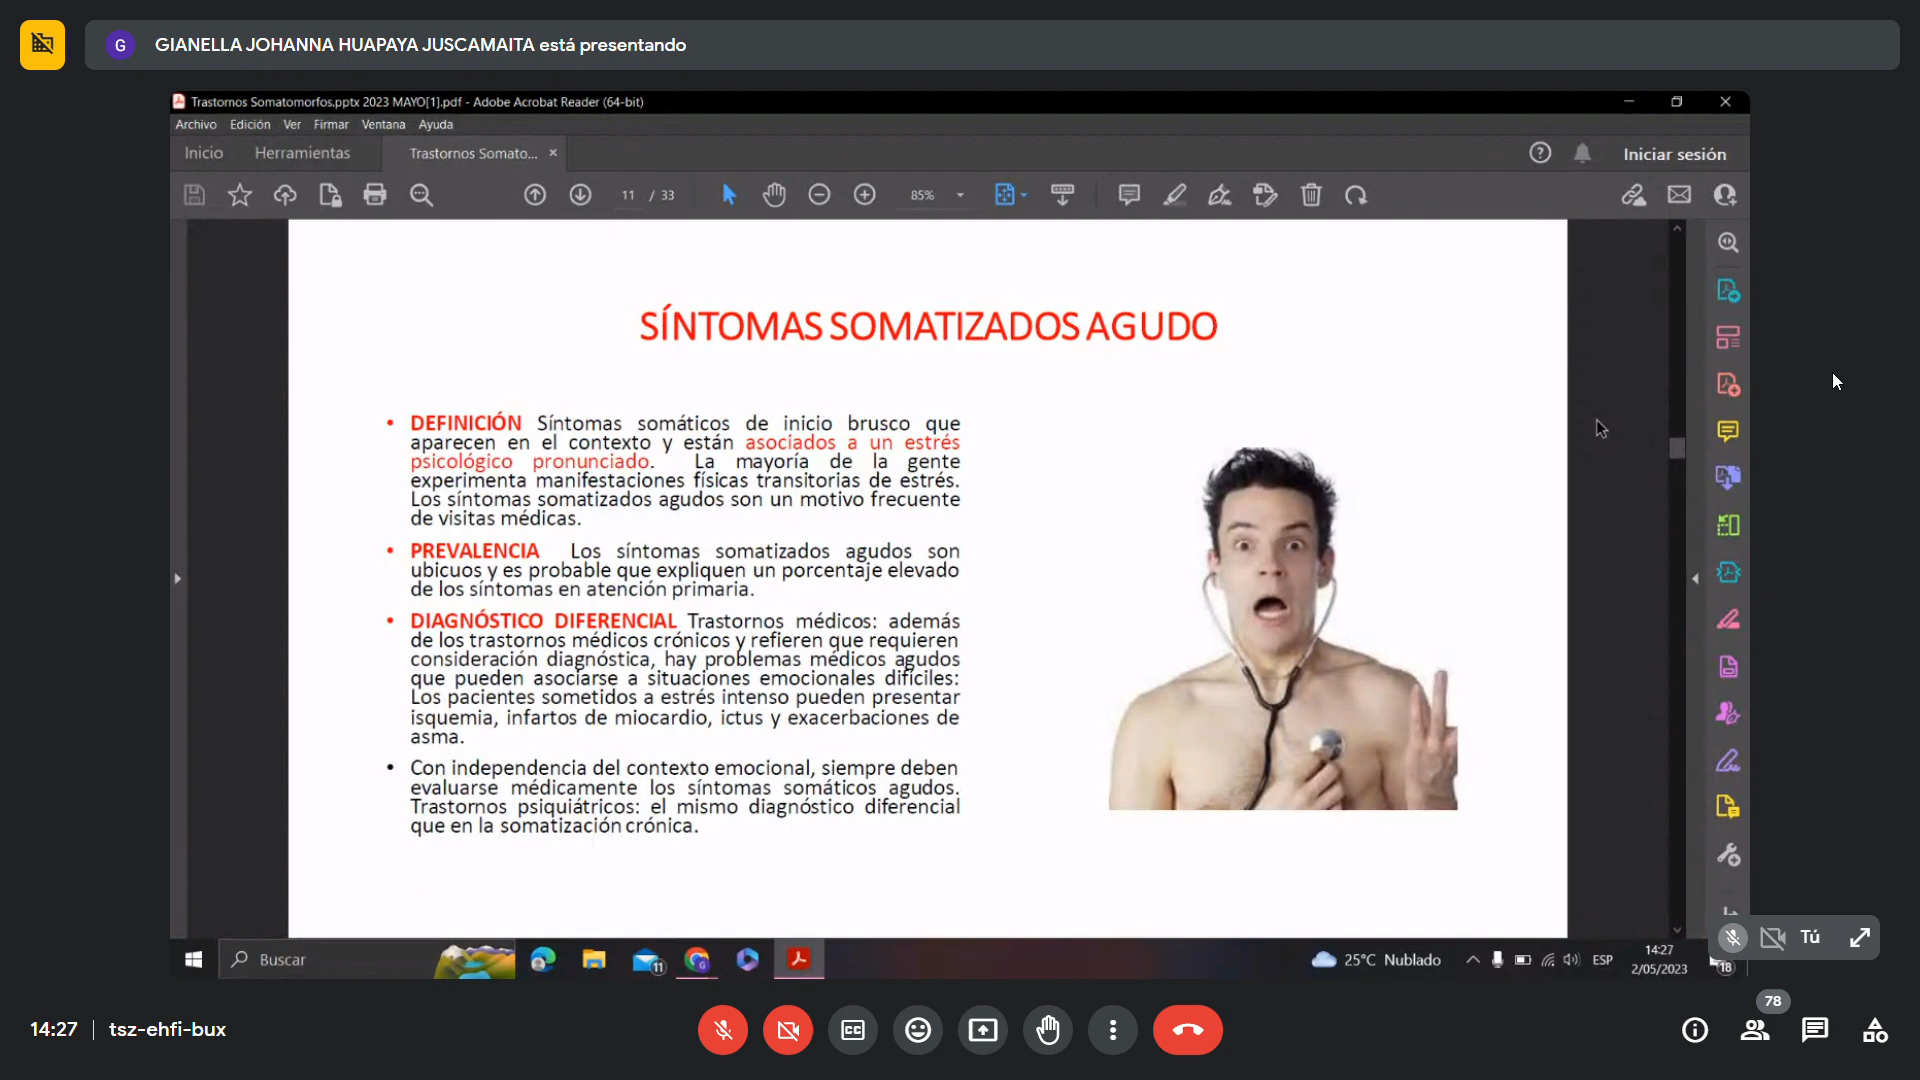 G GIANELLA JOHANNA HUAPAYA JUSCAMAITA está presentando
Trastornos Somatomorfos.pptx 2023 MAYO[1].pdf - Adobe Acrobat Reader (64-bit)
Archivo Edición Ver Firmar Ventana Ayuda
Inicio Herramientas Trastornos Somato... × Iniciar sesión
11 / 33 85%
SÍNTOMAS SOMATIZADOS AGUDO
• DEFINICIÓN Síntomas somáticos de inicio brusco que
aparecen en el contexto y están asociados a un estrés
psicológico pronunciado. La mayoría de la gente
experimenta manifestaciones físicas transitorias de estrés.
Los síntomas somatizados agudos son un motivo frecuente
de visitas médicas.
• PREVALENCIA Los síntomas somatizados agudos son
ubicuos y es probable que expliquen un porcentaje elevado
de los síntomas en atención primaria.
• DIAGNÓSTICO DIFERENCIAL Trastornos médicos: además
de los trastornos médicos crónicos y refieren que requieren
consideración diagnóstica, hay problemas médicos agudos
que pueden asociarse a situaciones emocionales difíciles:
Los pacientes sometidos a estrés intenso pueden presentar
isquemia, infartos de miocardio, ictus y exacerbaciones de
asma.
• Con independencia del contexto emocional, siempre deben
evaluarse médicamente los síntomas somáticos agudos.
Trastornos psiquiátricos: el mismo diagnóstico diferencial
que en la somatización crónica.
Tú
Buscar 11 G 25°C Nublado ESP 14:27
2/05/2023 18
78
14:27 | tsz-ehfi-bux